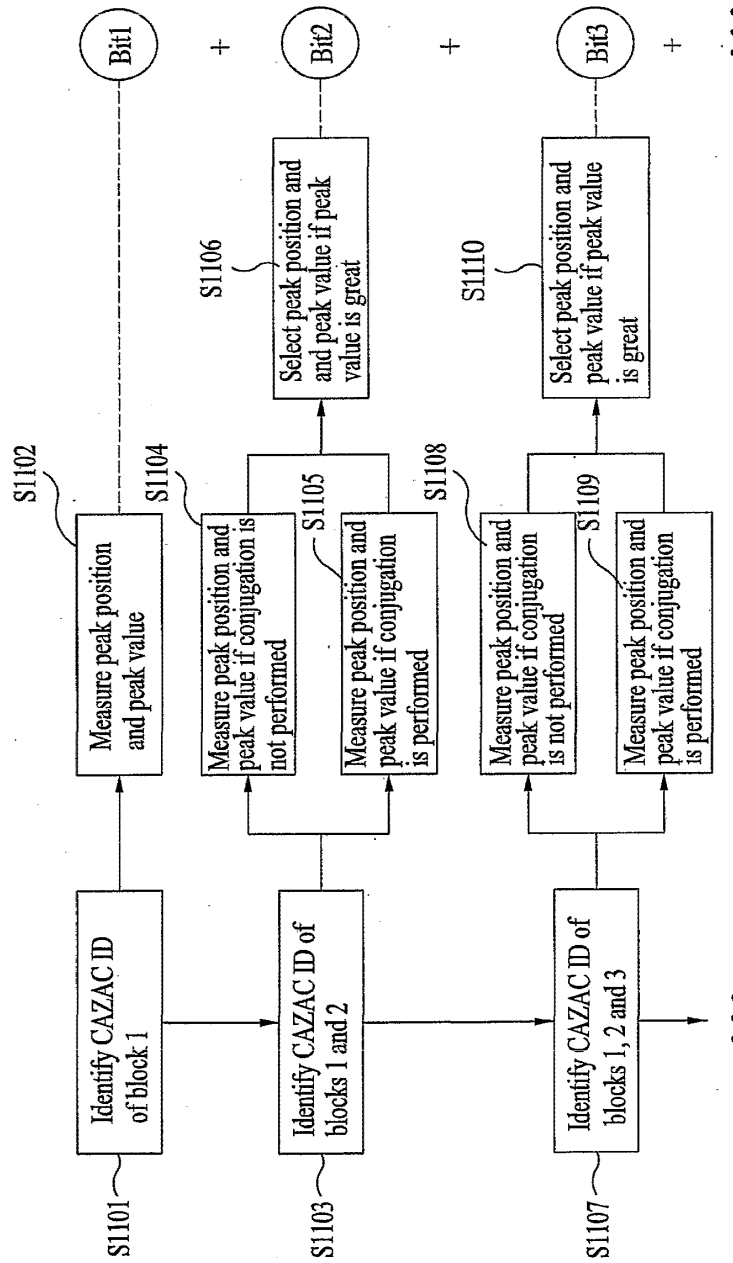 S1101
Identify CAZAC ID
of block 1
S1102
Measure peak position
and peak value
Bit1
+
S1103
Identify CAZAC ID of
blocks 1 and 2
S1104
Measure peak position and
peak value if conjugation is
not performed
S1105
Measure peak position and
peak value if conjugation
is performed
S1106
Select peak position and
and peak value if peak
value is great
Bit2
+
S1107
Identify CAZAC ID of
blocks 1, 2 and 3
S1108
Measure peak position and
peak value if conjugation
is not performed
S1109
Measure peak position and
peak value if conjugation
is performed
S1110
Select peak position and
peak value if peak value
is great
Bit3
+